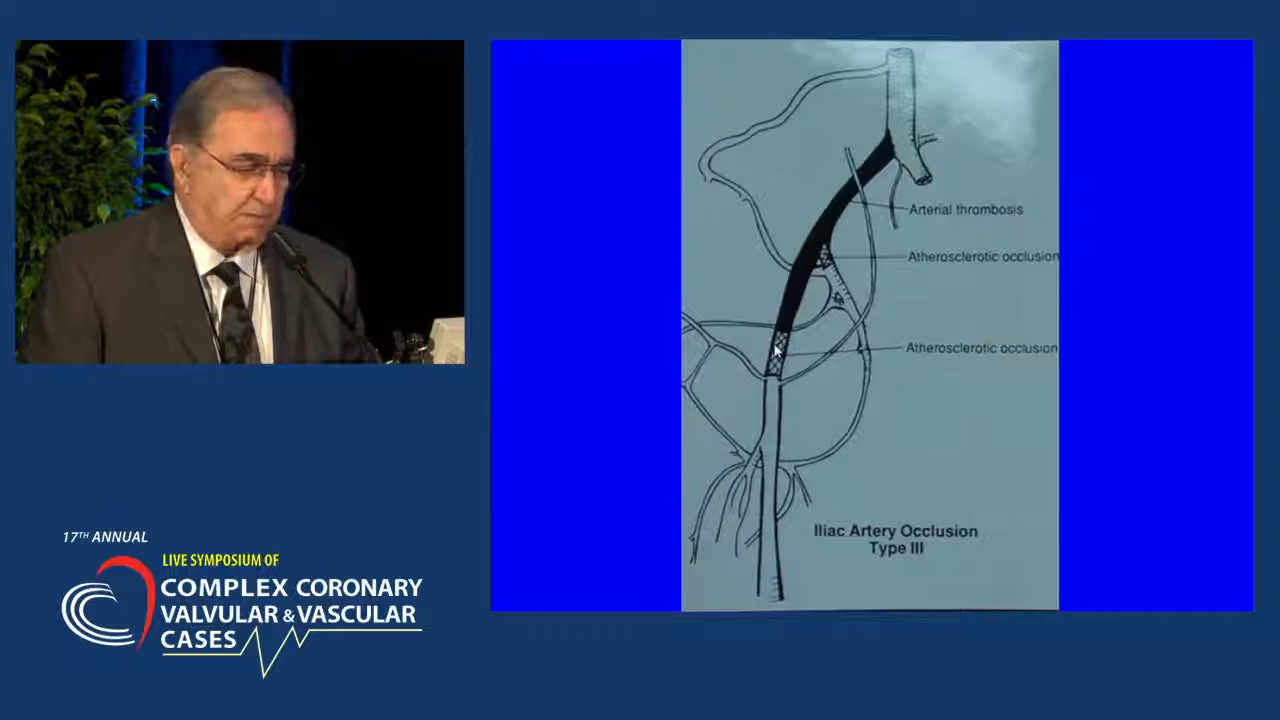 Arterial thrombosis
Atherosclerotic occlusion
Atherosclerotic occlusion
Iliac Artery Occlusion
Type III
17TH ANNUAL
LIVE SYMPOSIUM OF
COMPLEX CORONARY
VALVULAR & VASCULAR
CASES